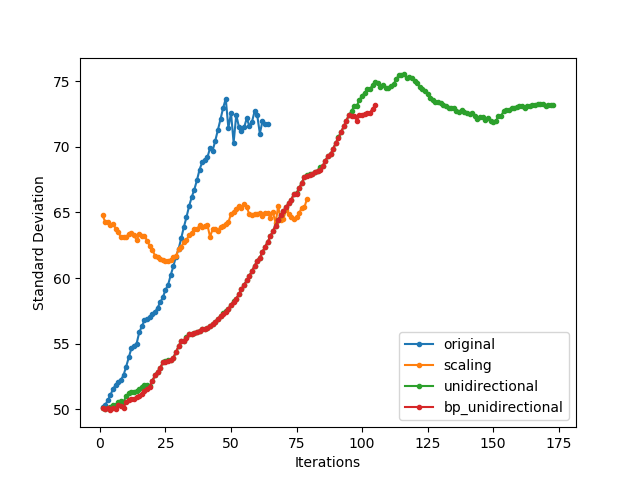 75
70
65
60
55
50
Standard Deviation
0
25
50
75
100
125
150
175
Iterations
original
scaling
unidirectional
bp_unidirectional